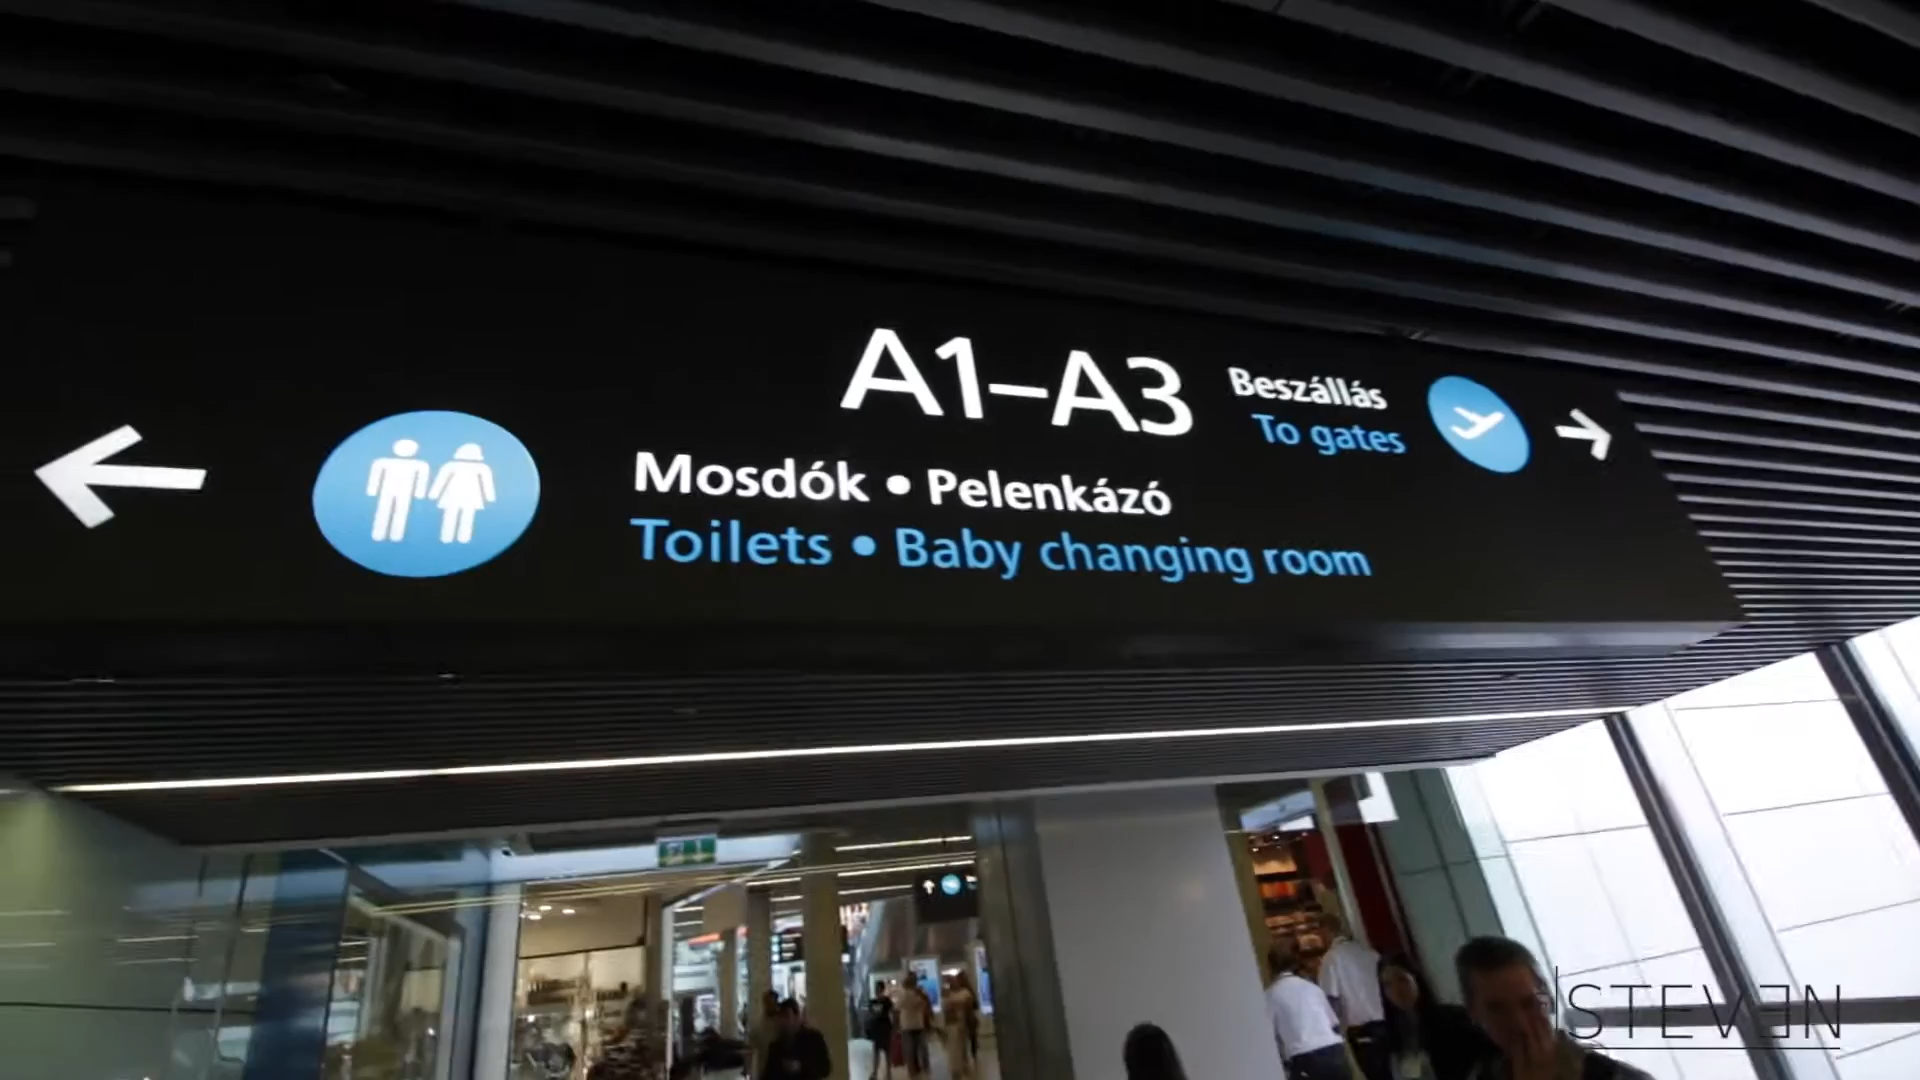 A1–A3
Beszállás
To gates
Mosdók • Pelenkázó
Toilets • Baby changing room
STEVEN